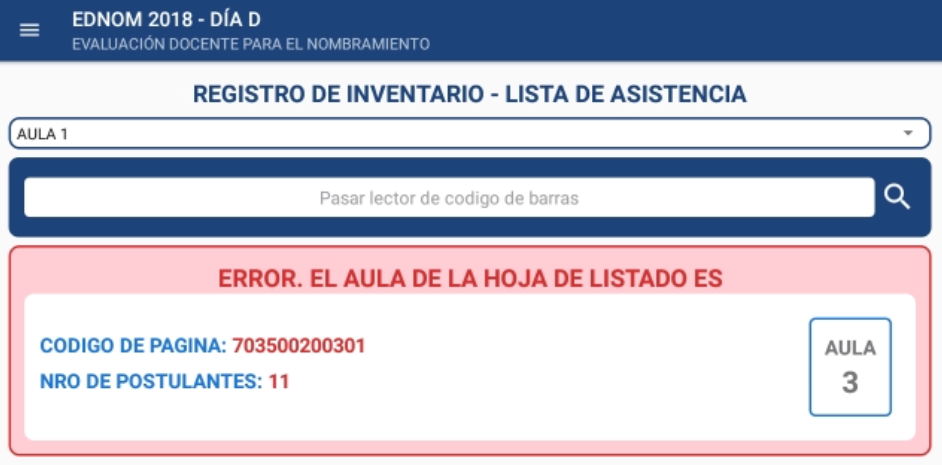 EDNOM 2018 - DÍA D
EVALUACIÓN DOCENTE PARA EL NOMBRAMIENTO
REGISTRO DE INVENTARIO - LISTA DE ASISTENCIA
AULA 1
Pasar lector de codigo de barras
ERROR. EL AULA DE LA HOJA DE LISTADO ES
CODIGO DE PAGINA: 703500200301
NRO DE POSTULANTES: 11
AULA
3